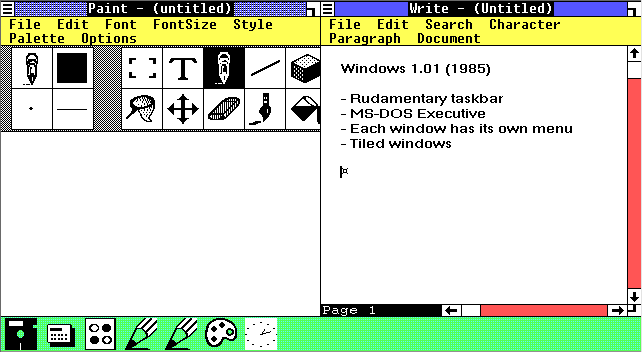 Paint - (untitled)
File Edit Font FontSize Style
Palette Options
T
Write - (Untitled)
File Edit Search Character
Paragraph Document
Windows 1.01 (1985)
- Rudamentary taskbar
- MS-DOS Executive
- Each window has its own menu
- Tiled windows
¤
Page 1